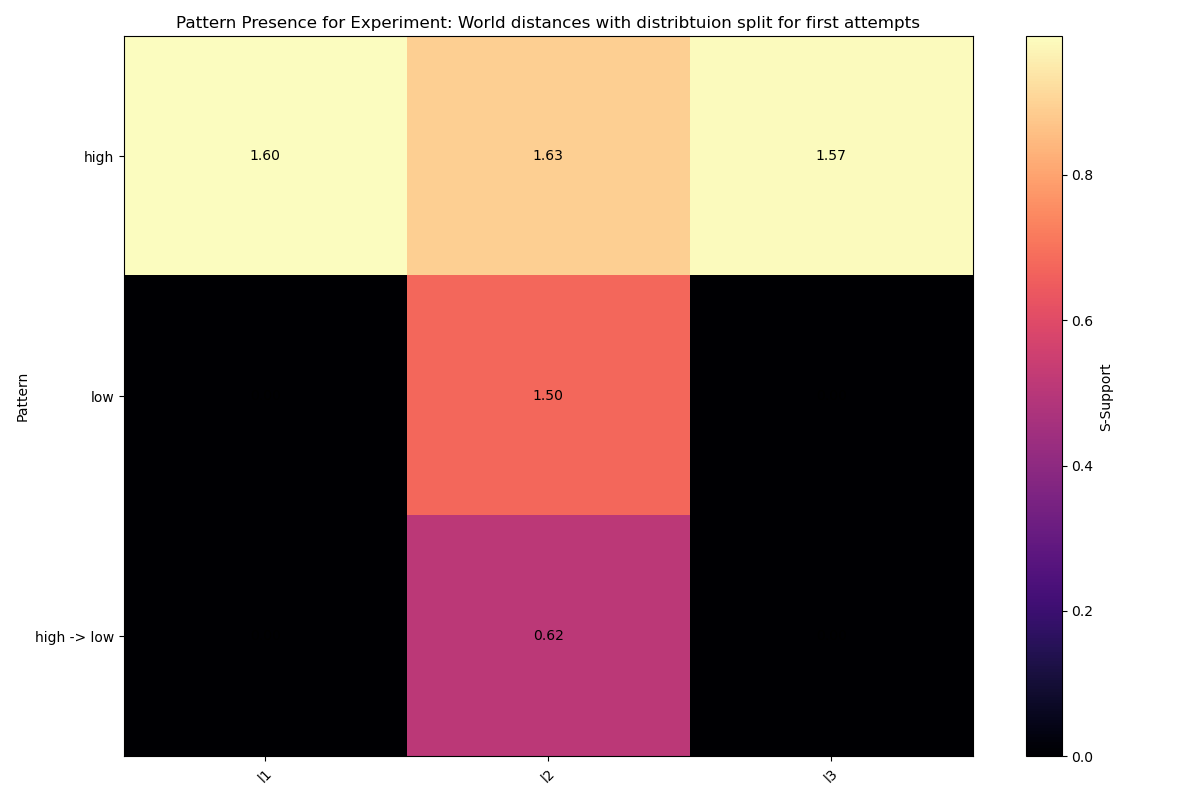 Pattern Presence for Experiment: World distances with distribtuion split for first attempts
high
1.60
1.63
1.57
low
1.50
high -> low
0.62
Pattern
l1
l2
l3
0.8
0.6
0.4
0.2
0.0
S-Support